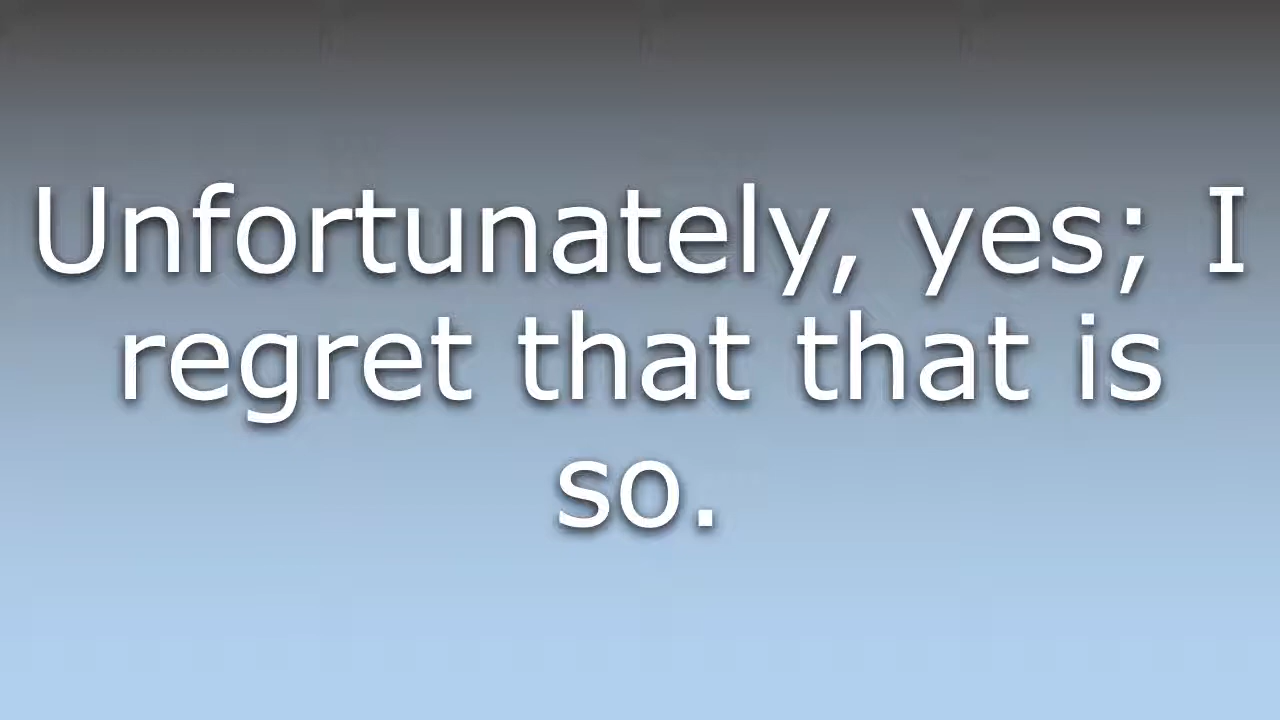 Unfortunately, yes; I
regret that that is
so.